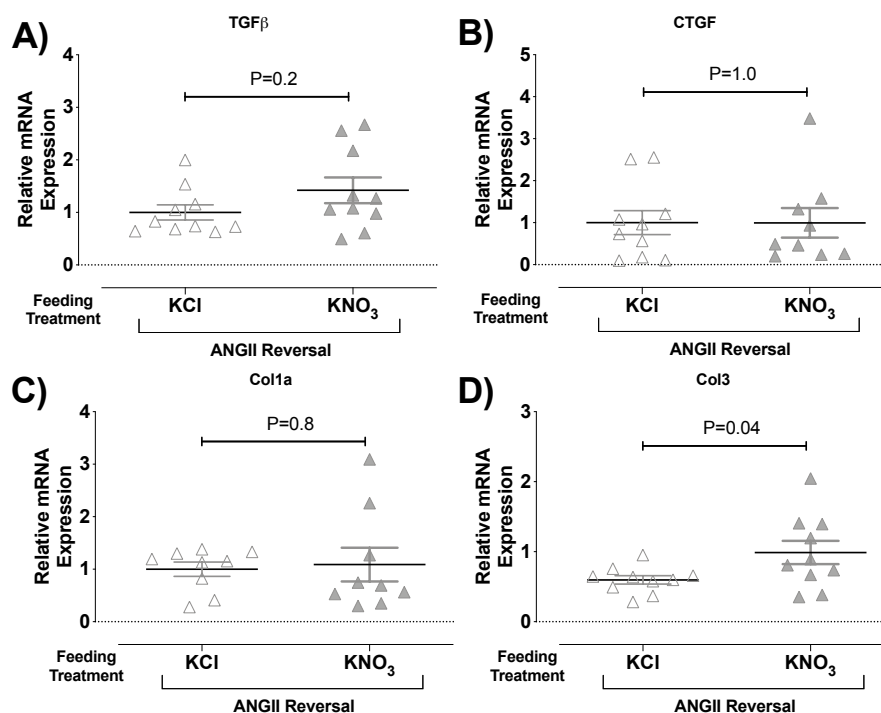 A)
TGFβ
Relative mRNA
Expression
4
3
2
1
0
P=0.2
Feeding
Treatment
KCl
KNO3
ANGII Reversal
B)
CTGF
Relative mRNA
Expression
5
4
3
2
1
0
P=1.0
Feeding
Treatment
KCl
KNO3
ANGII Reversal
C)
Col1a
Relative mRNA
Expression
4
3
2
1
0
P=0.8
Feeding
Treatment
KCl
KNO3
ANGII Reversal
D)
Col3
Relative mRNA
Expression
3
2
1
0
P=0.04
Feeding
Treatment
KCl
KNO3
ANGII Reversal